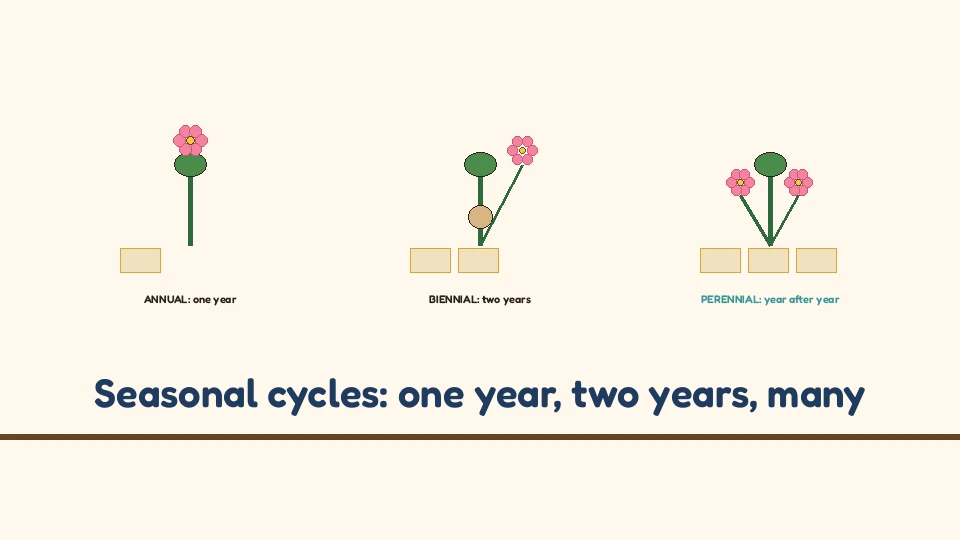 ANNUAL: one year
BIENNIAL: two years
PERENNIAL: year after year
Seasonal cycles: one year, two years, many